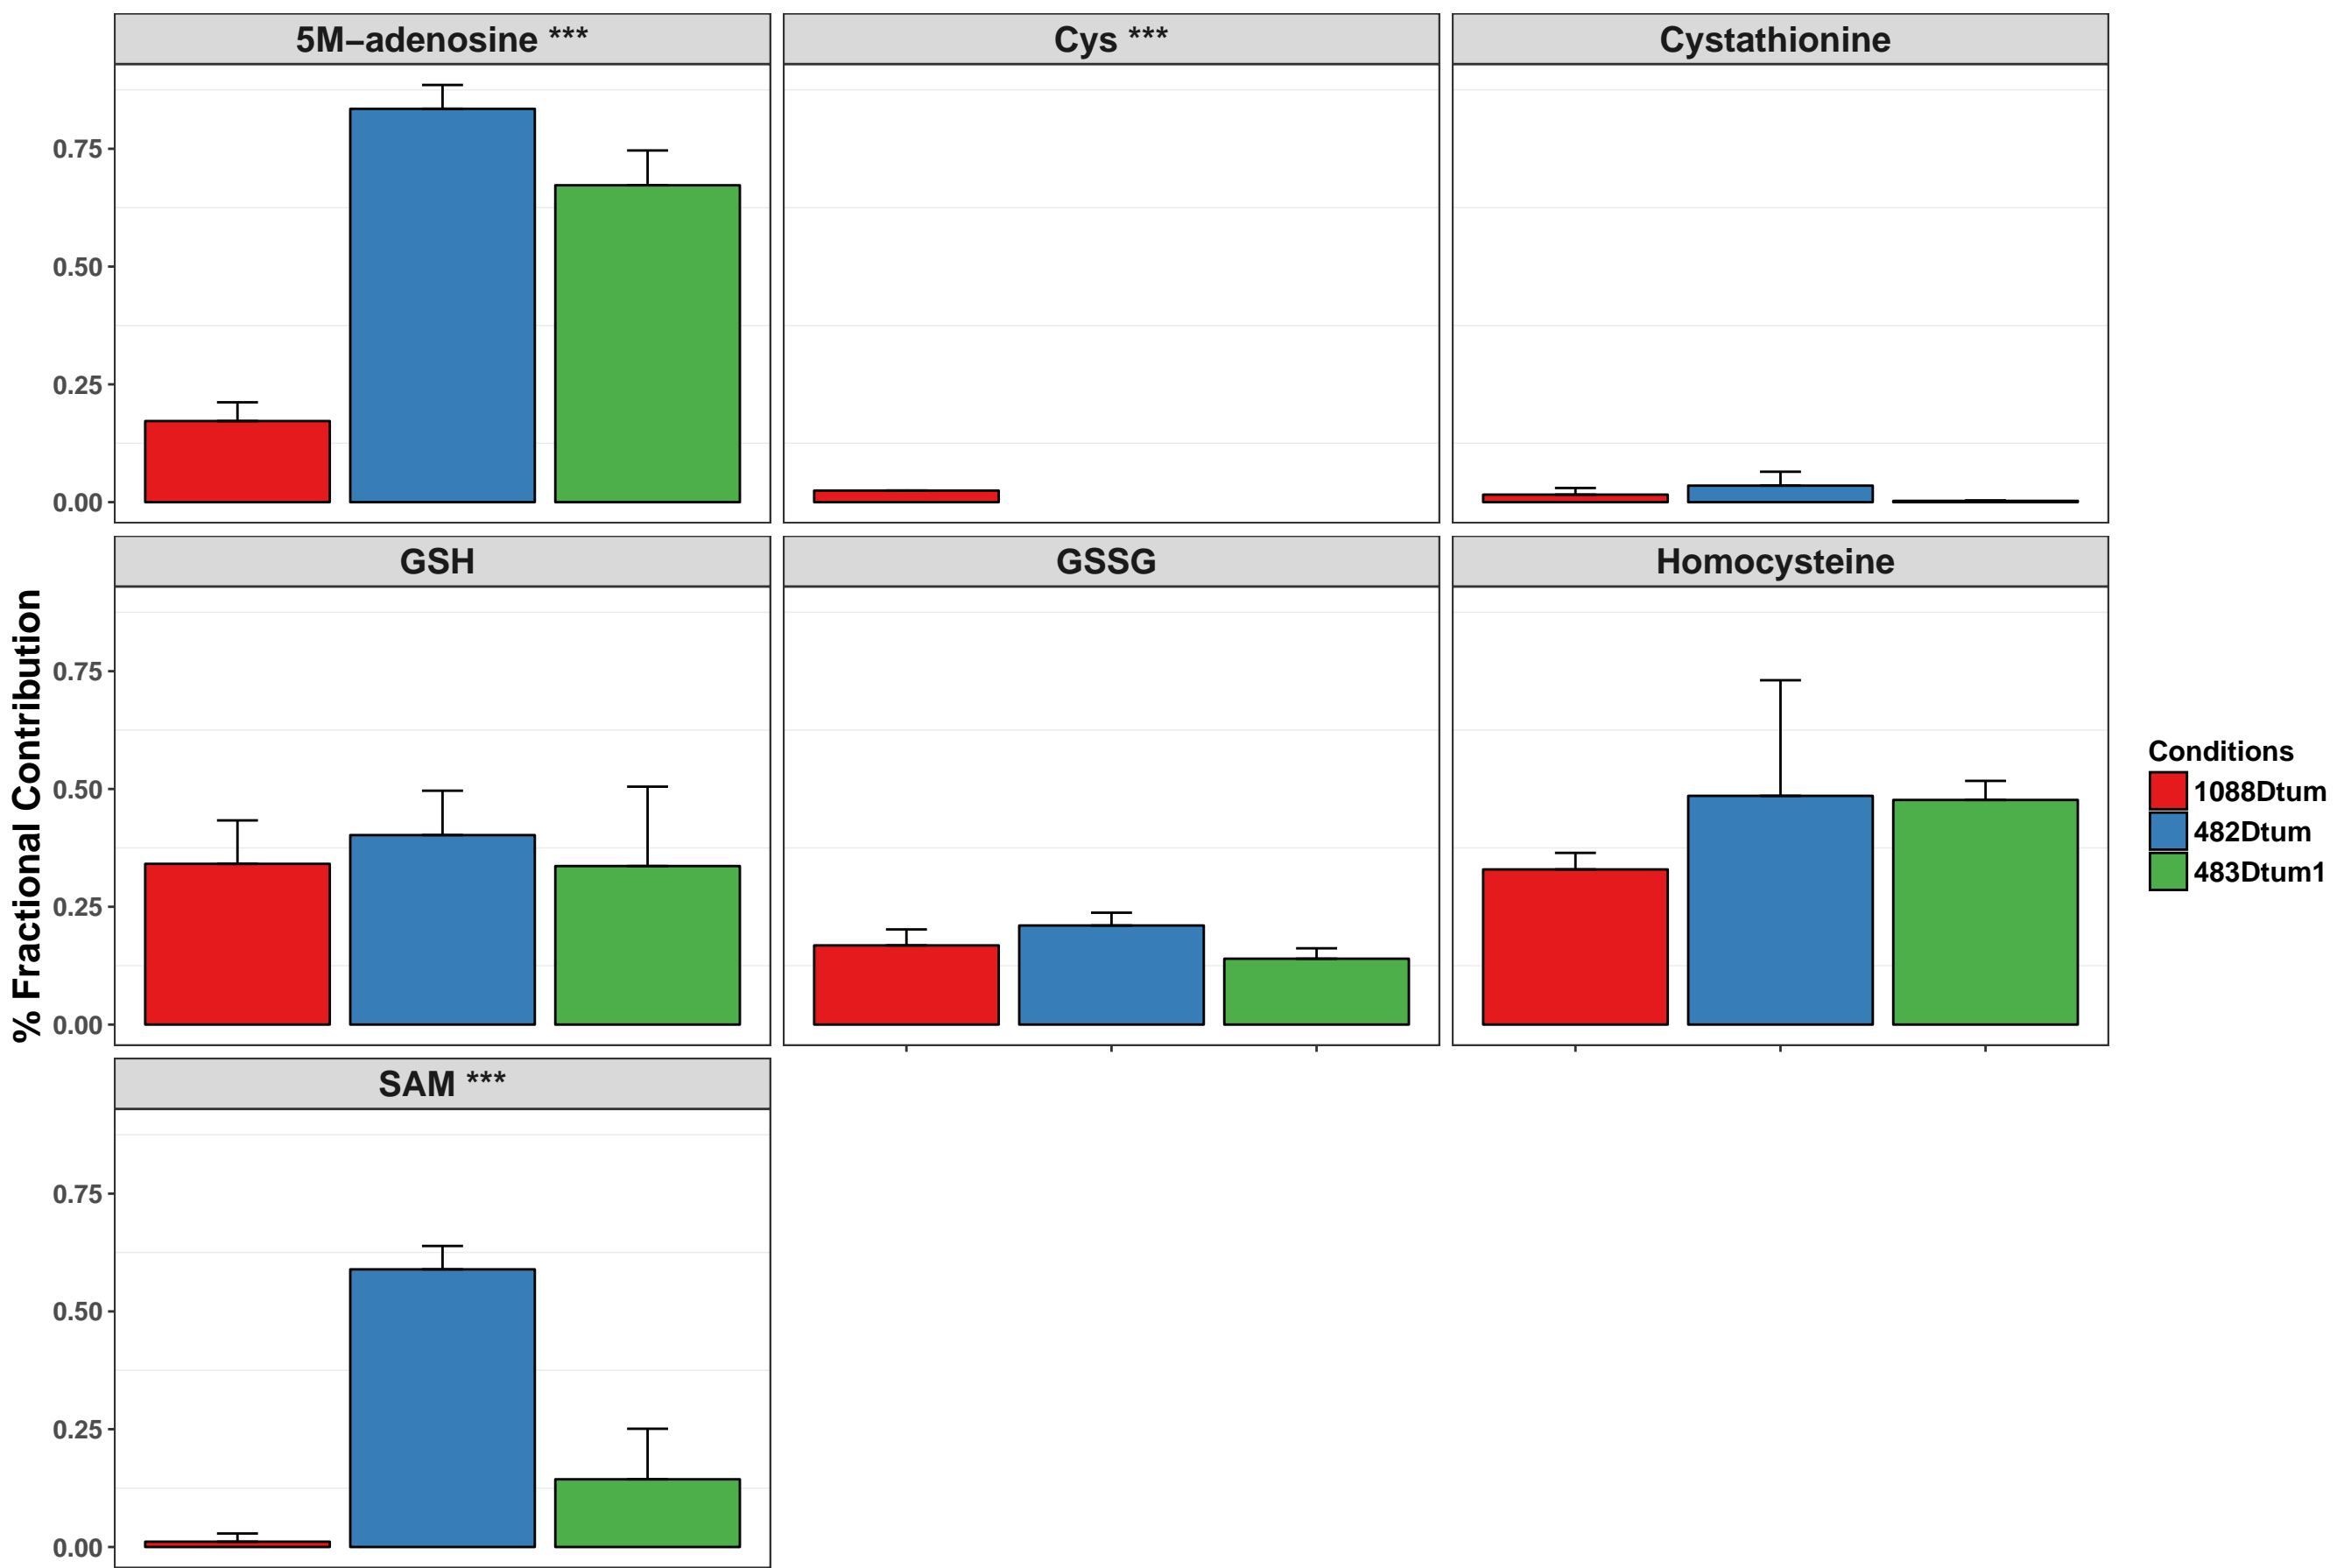 5M−adenosine ***
Cys ***
Cystathionine
0.75
0.50
0.25
0.00
GSH
GSSG
Homocysteine
% Fractional Contribution
0.75
0.50
0.25
0.00
Conditions
1088Dtum
482Dtum
483Dtum1
SAM ***
0.75
0.50
0.25
0.00